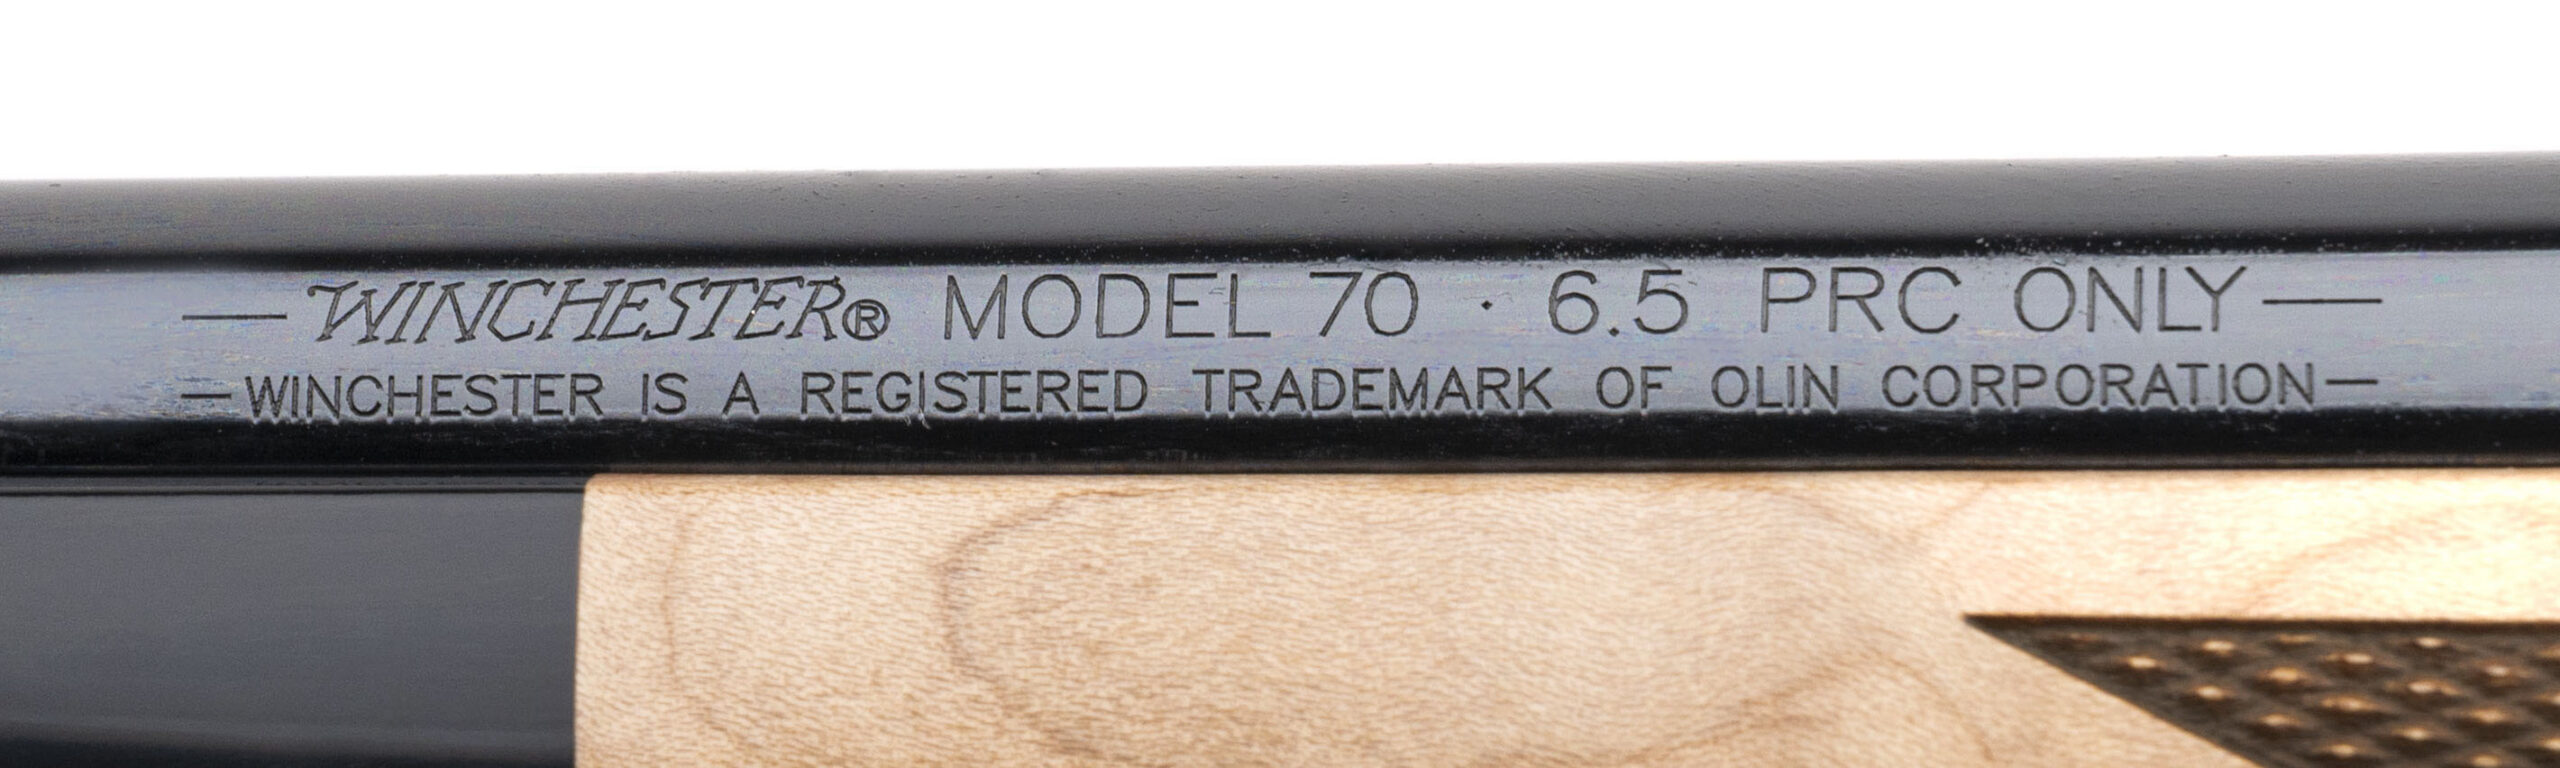 —WINCHESTER® MODEL 70 · 6.5 PRC ONLY—
—WINCHESTER IS A REGISTERED TRADEMARK OF OLIN CORPORATION—